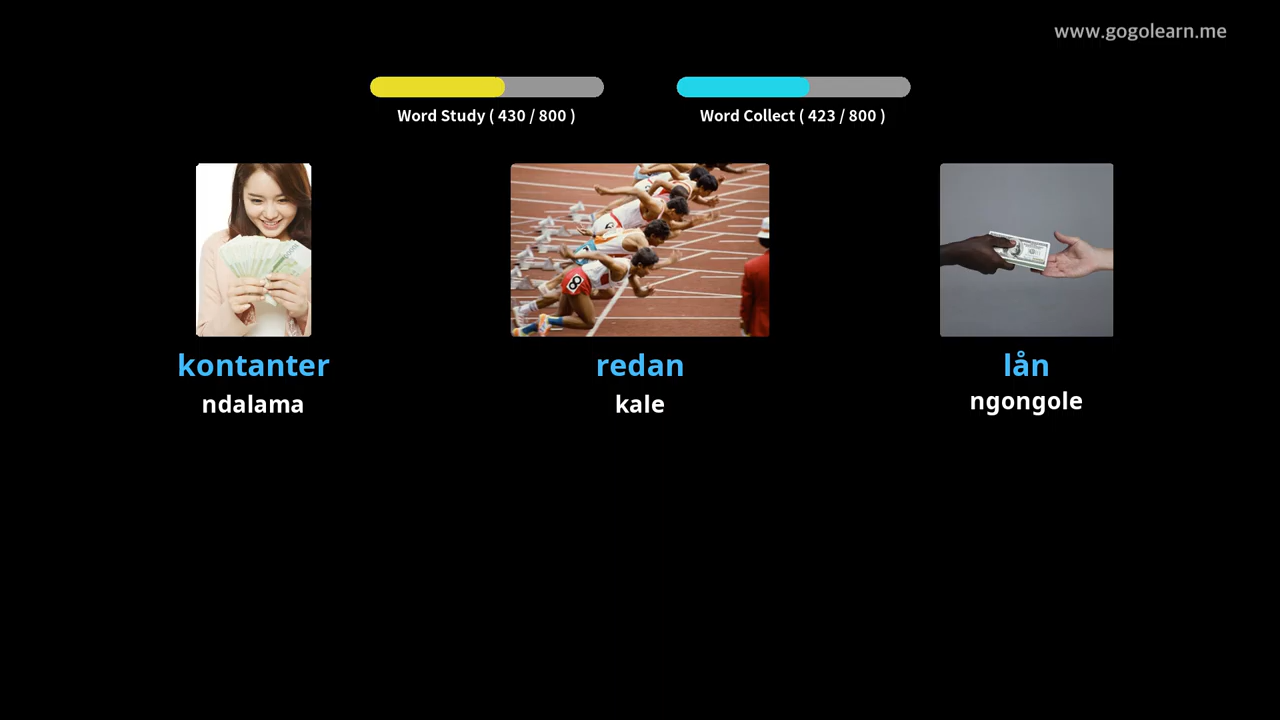 www.gogolearn.me
Word Study ( 430 / 800 )
Word Collect ( 423 / 800 )
kontanter
ndalama
redan
kale
lån
ngongole